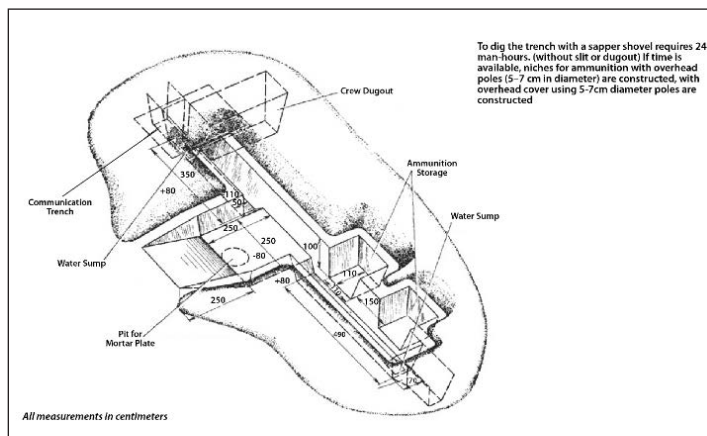 To dig the trench with a sapper shovel requires 24
man-hours. (without slit or dugout) If time is
available, niches for ammunition with overhead
poles (5–7 cm in diameter) are constructed, with
overhead cover using 5-7cm diameter poles are
constructed
Crew Dugout
Ammunition
Storage
Communication
Trench
Water Sump
Water Sump
350
+80
110
50
250
250
-80
100
110
150
+80
250
490
70
Pit for
Mortar Plate
All measurements in centimeters